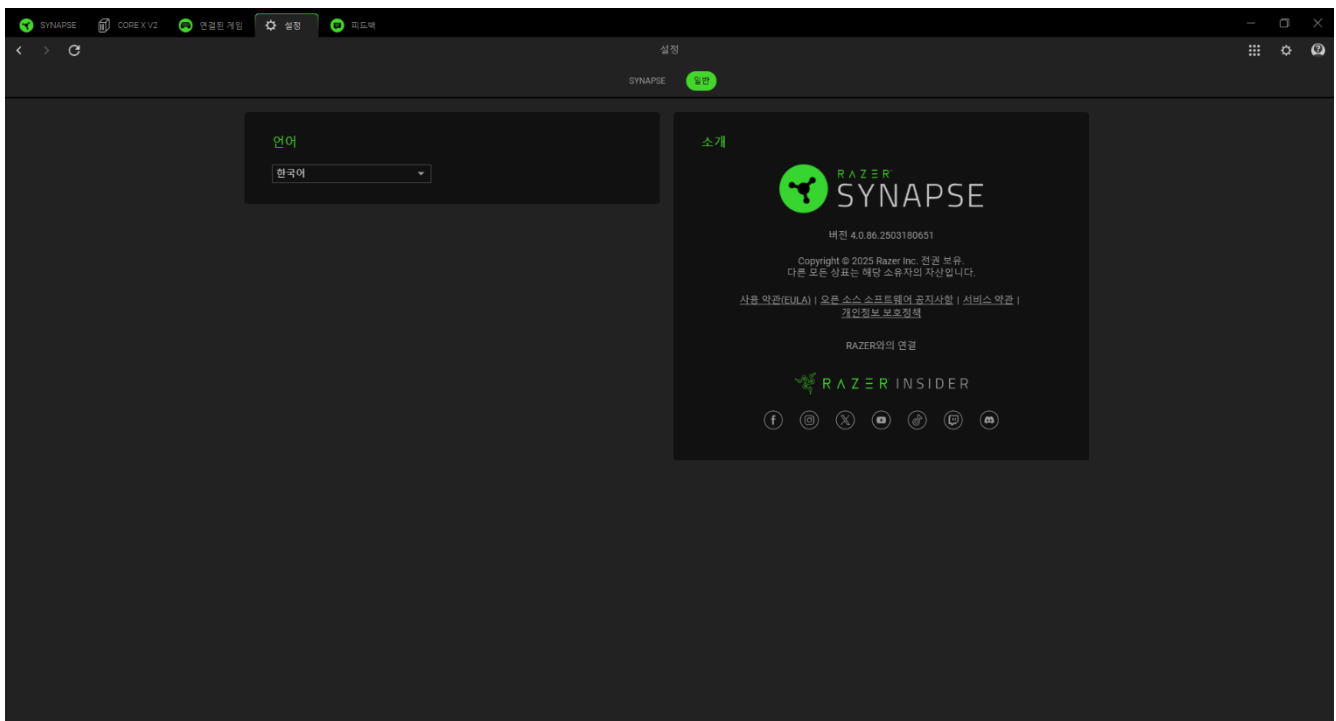 SYNAPSE CORE X V2 연결된 게임 설정 피드백
설정
SYNAPSE 일반
언어
한국어
소개
RAZER
SYNAPSE
버전 4.0.86.2503180651
Copyright © 2025 Razer Inc. 전권 보유.
다른 모든 상표는 해당 소유자의 자산입니다.
사용 약관(EULA) | 오픈 소스 소프트웨어 공지사항 | 서비스 약관 |
개인정보 보호정책
RAZER와의 연결
RAZER INSIDER